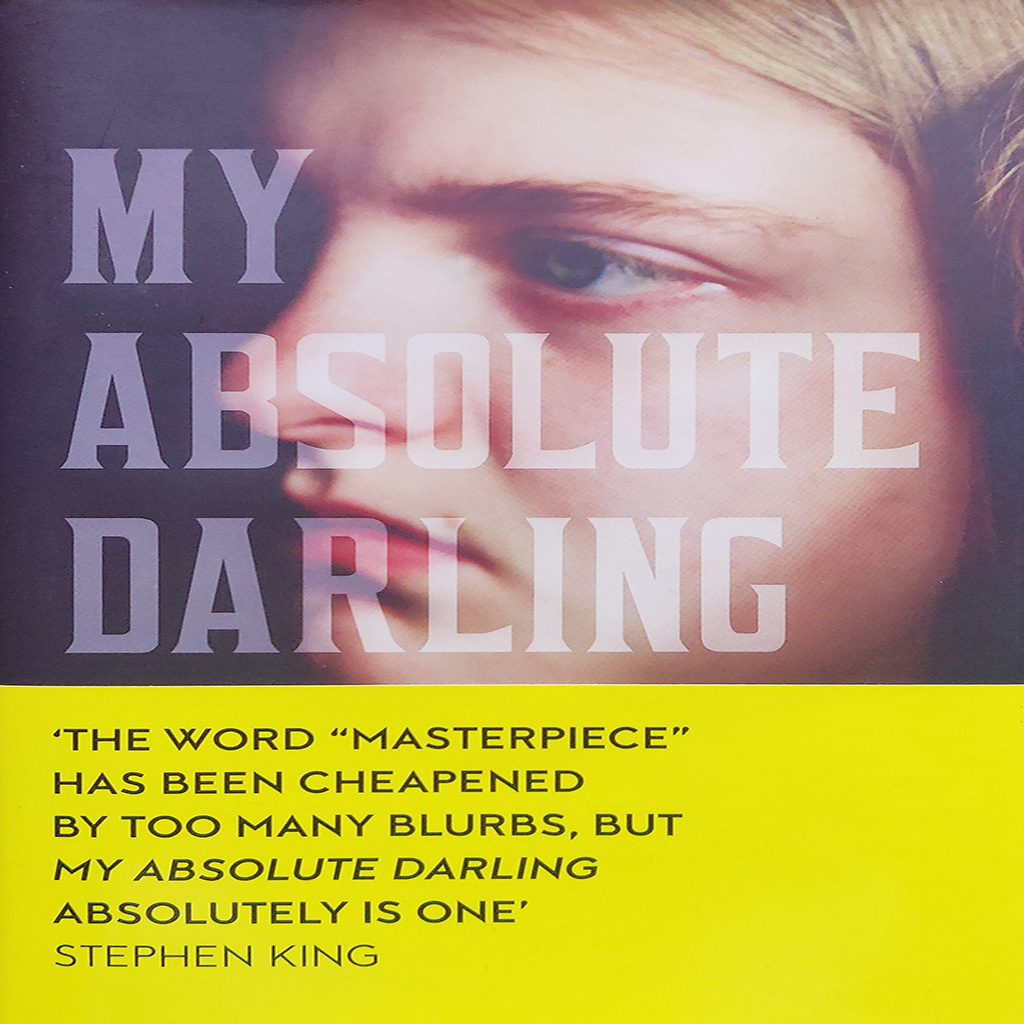 MY
ABSOLUTE
DARLING
‘THE WORD “MASTERPIECE”
HAS BEEN CHEAPENED
BY TOO MANY BLURBS, BUT
MY ABSOLUTE DARLING
ABSOLUTELY IS ONE’
STEPHEN KING